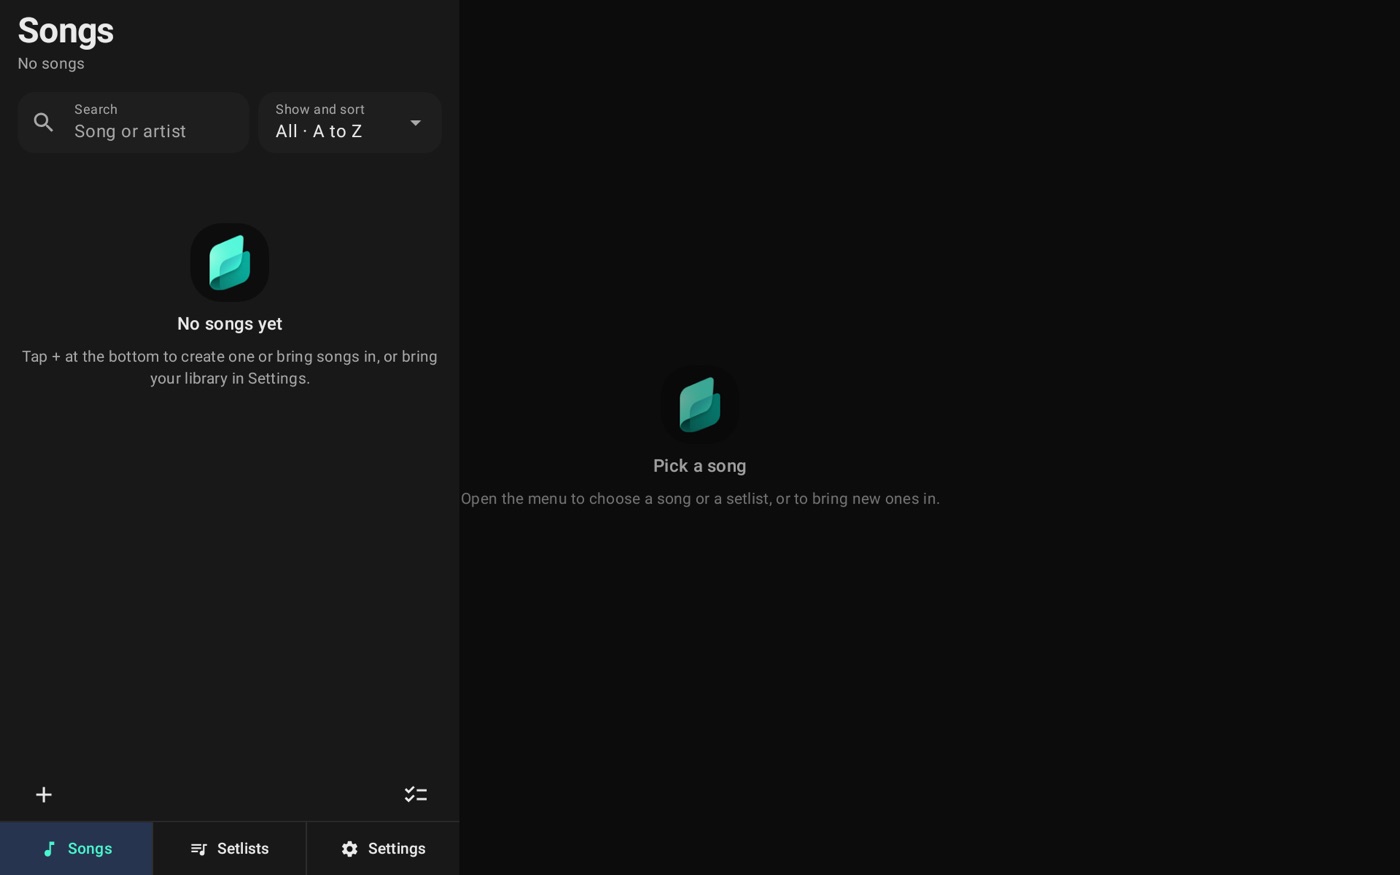 Songs
No songs
Search
Song or artist
Show and sort
All · A to Z
No songs yet
Tap + at the bottom to create one or bring songs in, or bring
your library in Settings.
Pick a song
Open the menu to choose a song or a setlist, or to bring new ones in.
Songs
Setlists
Settings